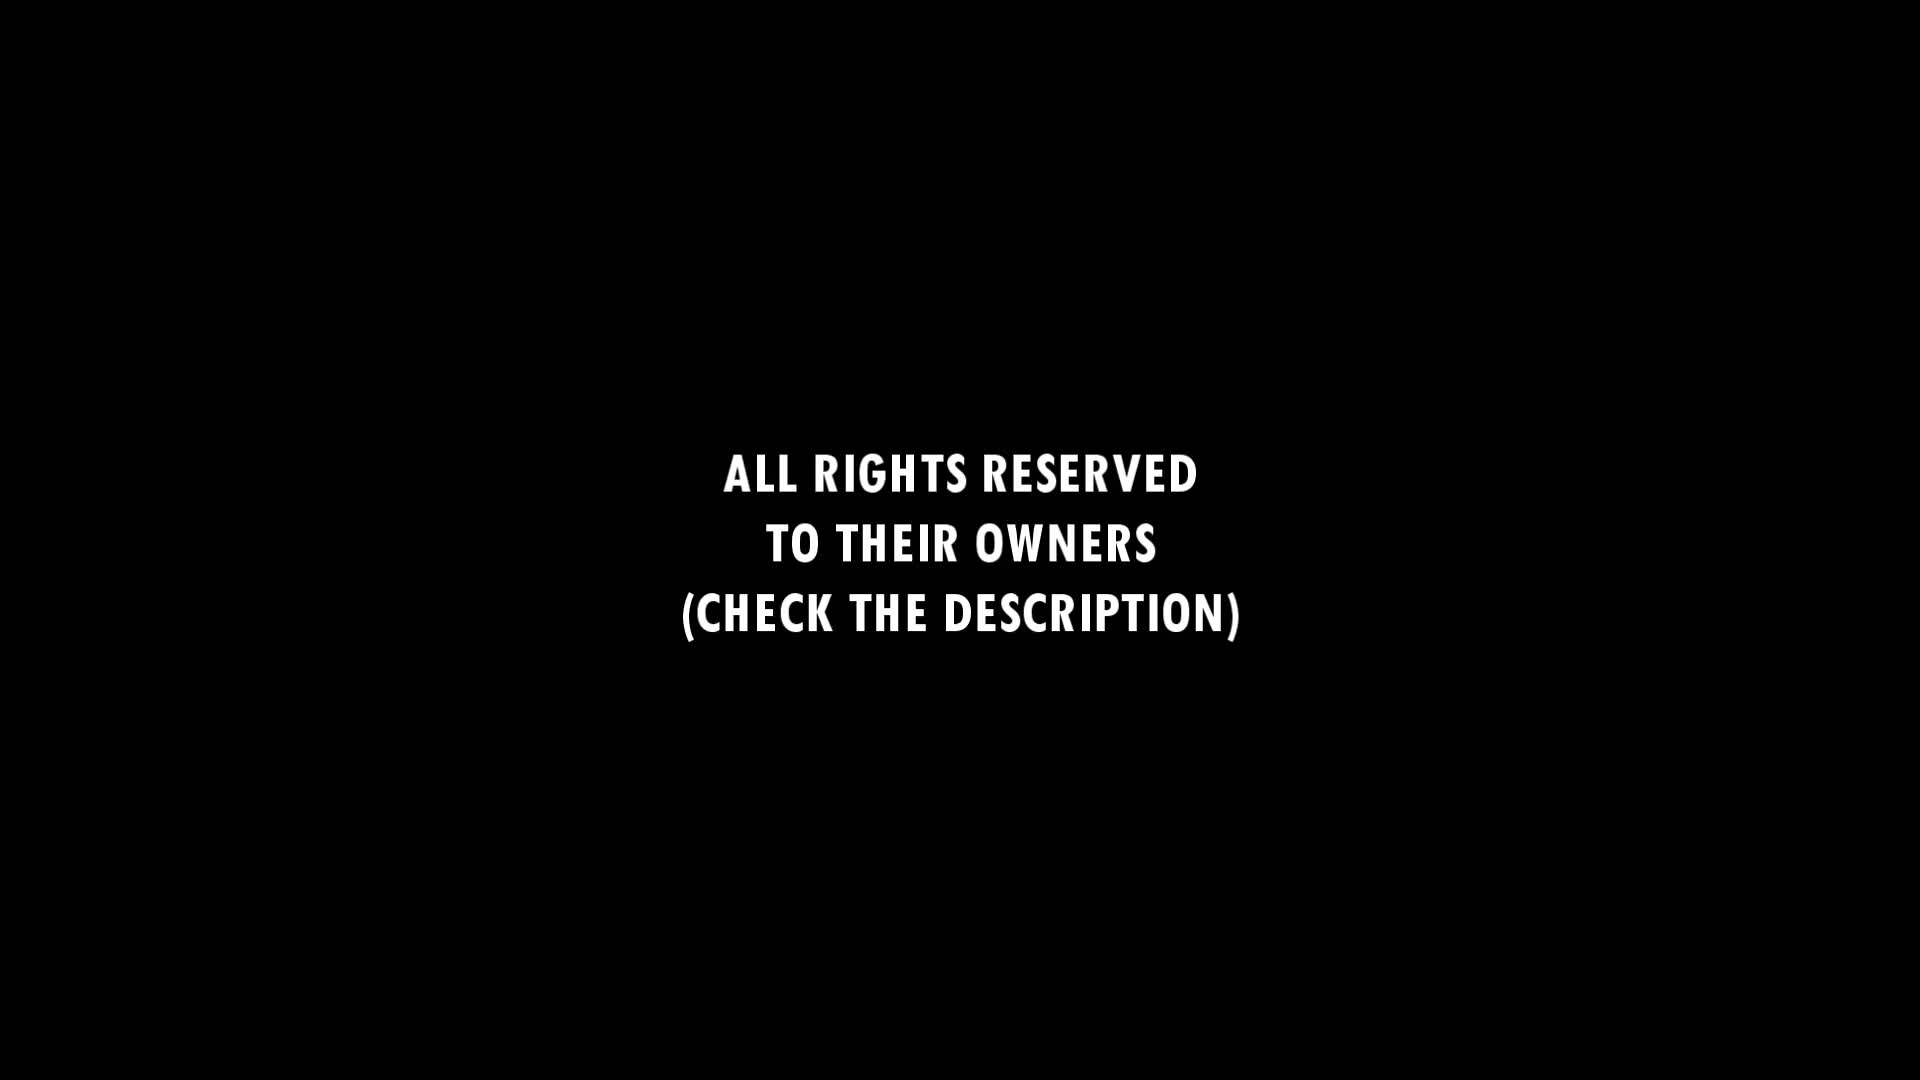 ALL RIGHTS RESERVED
TO THEIR OWNERS
(CHECK THE DESCRIPTION)